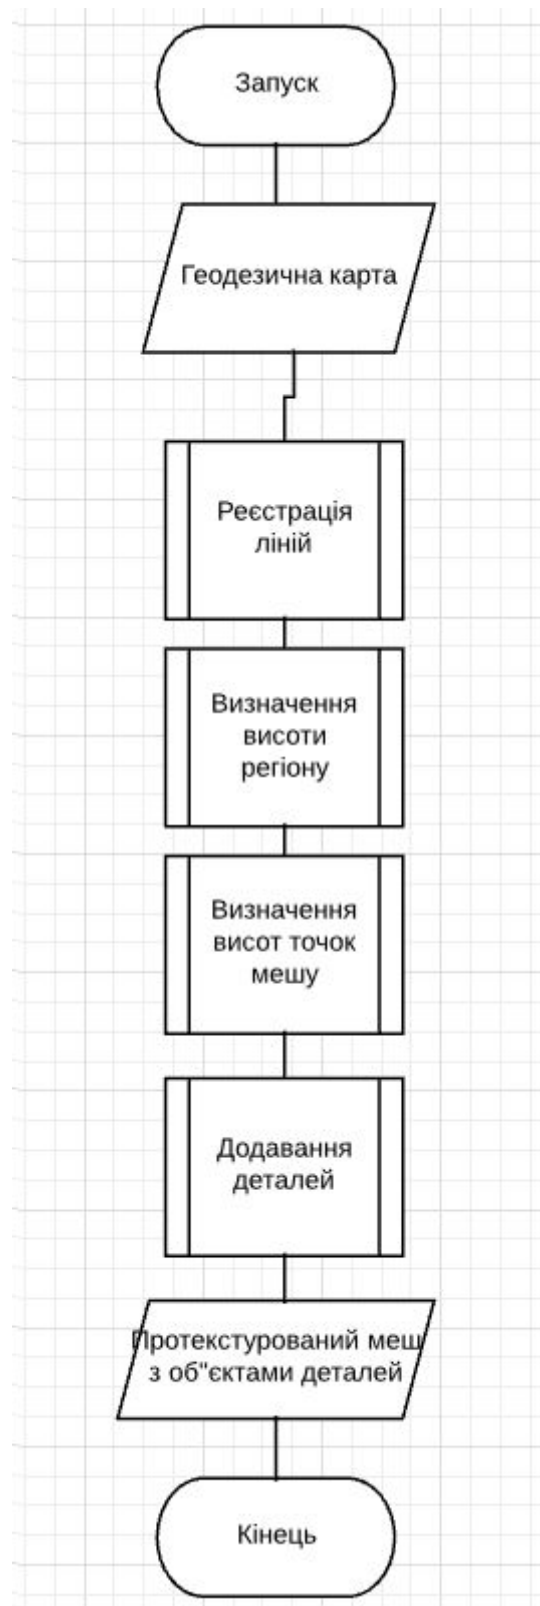 Запуск
Геодезична карта
Реєстрація
ліній
Визначення
висоти
регіону
Визначення
висот точок
мешу
Додавання
деталей
Протекстурований меш
з об"єктами деталей
Кінець